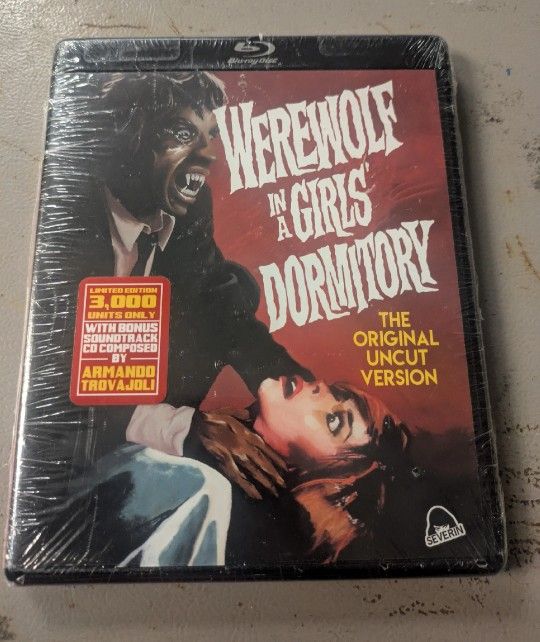 Blu-ray Disc
WEREWOLF
IN A GIRLS'
DORMITORY
THE
ORIGINAL
UNCUT
VERSION
LIMITED EDITION
3,000
UNITS ONLY
WITH BONUS
SOUNDTRACK
CD COMPOSED
BY
ARMANDO
TROVAJOLI
SEVERIN